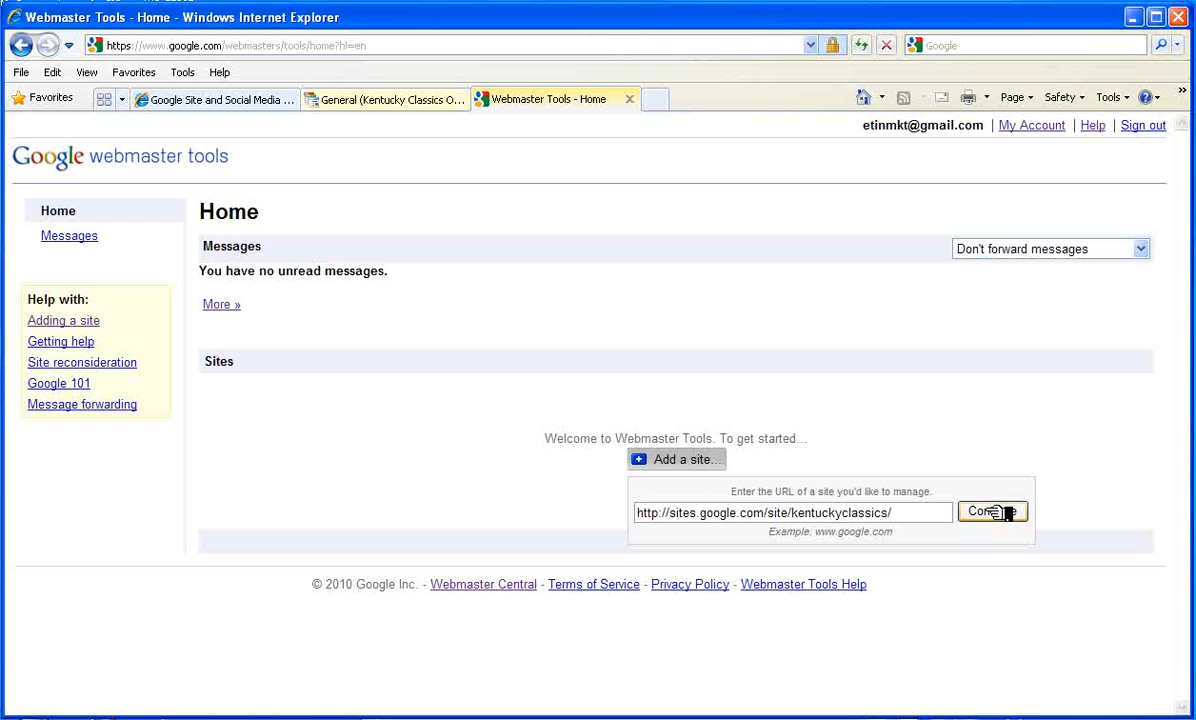 Webmaster Tools - Home - Windows Internet Explorer
https://www.google.com/webmasters/tools/home?hl=en
Google
File Edit View Favorites Tools Help
Favorites
Google Site and Social Media ...
General (Kentucky Classics O...
Webmaster Tools - Home
Page Safety Tools
etinmkt@gmail.com | My Account | Help | Sign out
Google webmaster tools
Home
Messages
Help with:
Adding a site
Getting help
Site reconsideration
Google 101
Message forwarding
Home
Messages
Don't forward messages
You have no unread messages.
More »
Sites
Welcome to Webmaster Tools. To get started...
Add a site...
Enter the URL of a site you'd like to manage.
http://sites.google.com/site/kentuckyclassics/
Example: www.google.com
© 2010 Google Inc. - Webmaster Central - Terms of Service - Privacy Policy - Webmaster Tools Help